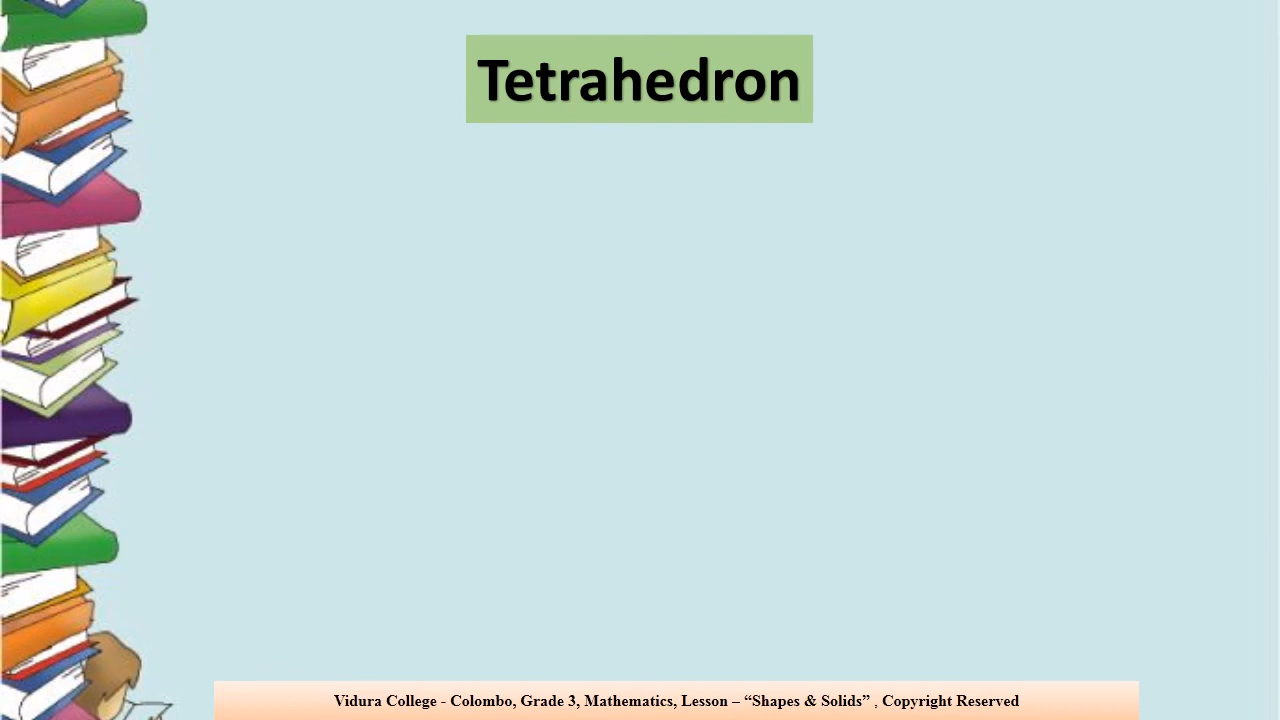 Tetrahedron
Vidura College - Colombo, Grade 3, Mathematics, Lesson – “Shapes & Solids” , Copyright Reserved